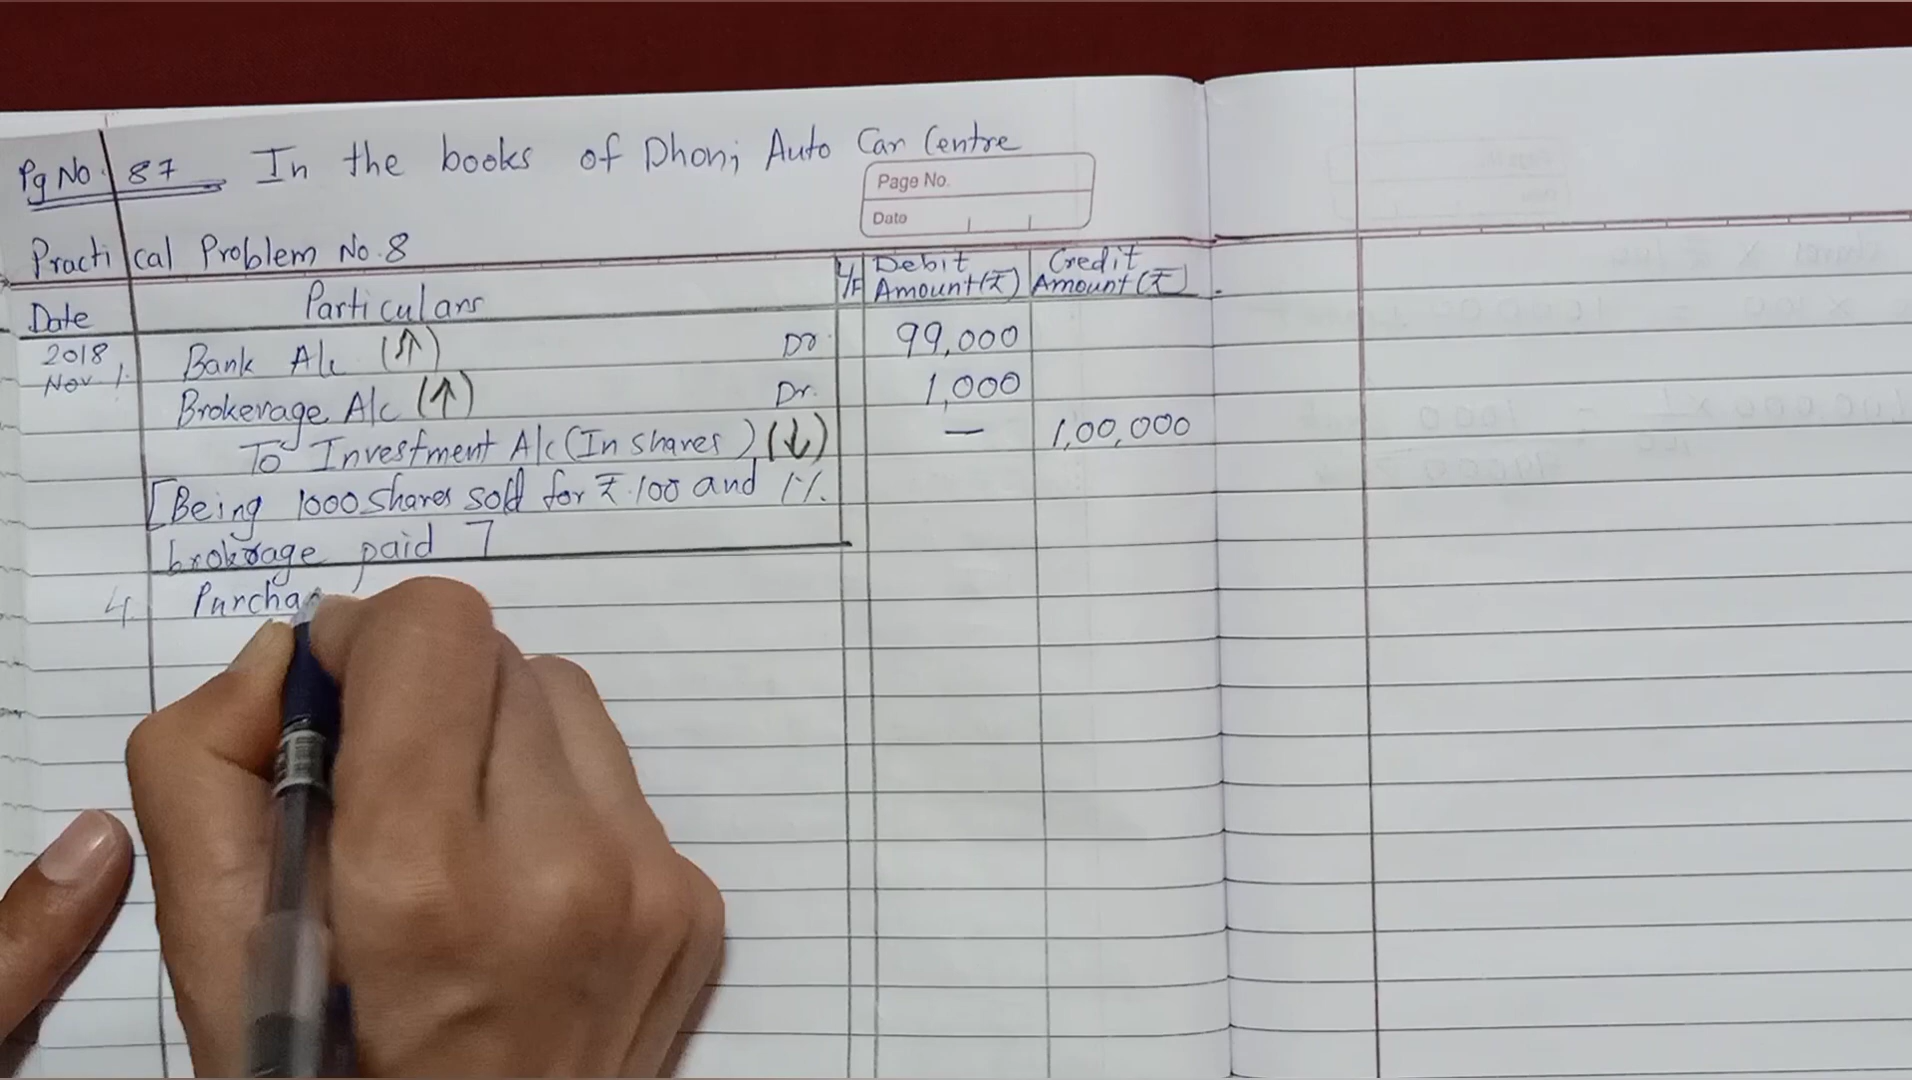 Pg No. 87 In the books of Dhoni Auto Car Centre
Page No.
Date
Practical Problem No. 8
Date Particulars L/F Debit Amount (₹) Credit Amount (₹)
2018 Nov. 1. Bank A/c (↑) Dr. 99,000
Brokerage A/c (↑) Dr. 1,000
To Investment A/c (In shares) (↓) — 1,00,000
[Being 1000 shares sold for ₹.100 and 1%.
brokrage paid ]
4. Purcha